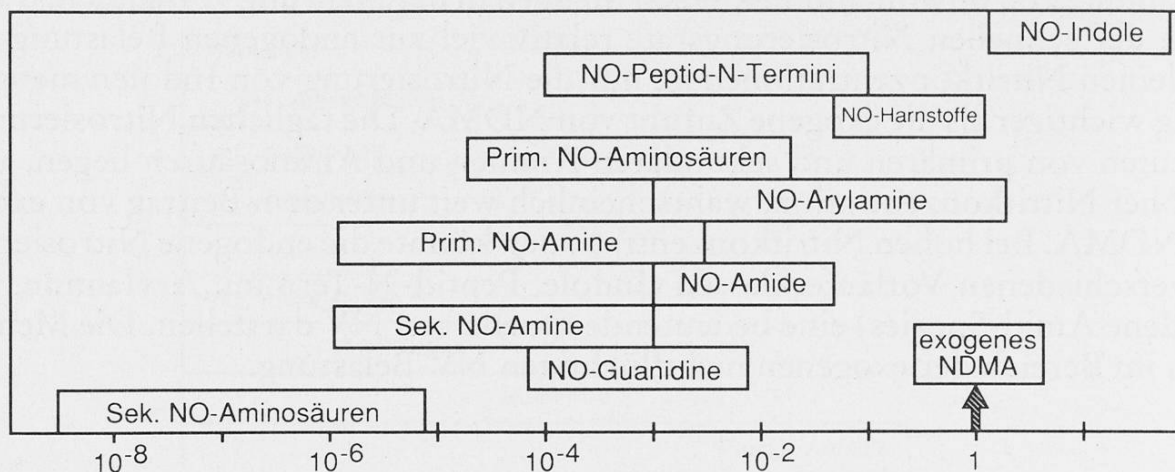 NO-Indole
NO-Peptid-N-Termini
NO-Harnstoffe
Prim. NO-Aminosäuren
NO-Arylamine
Prim. NO-Amine
NO-Amide
Sek. NO-Amine
exogenes
NDMA
NO-Guanidine
Sek. NO-Aminosäuren
10⁻⁸ 10⁻⁶ 10⁻⁴ 10⁻² 1